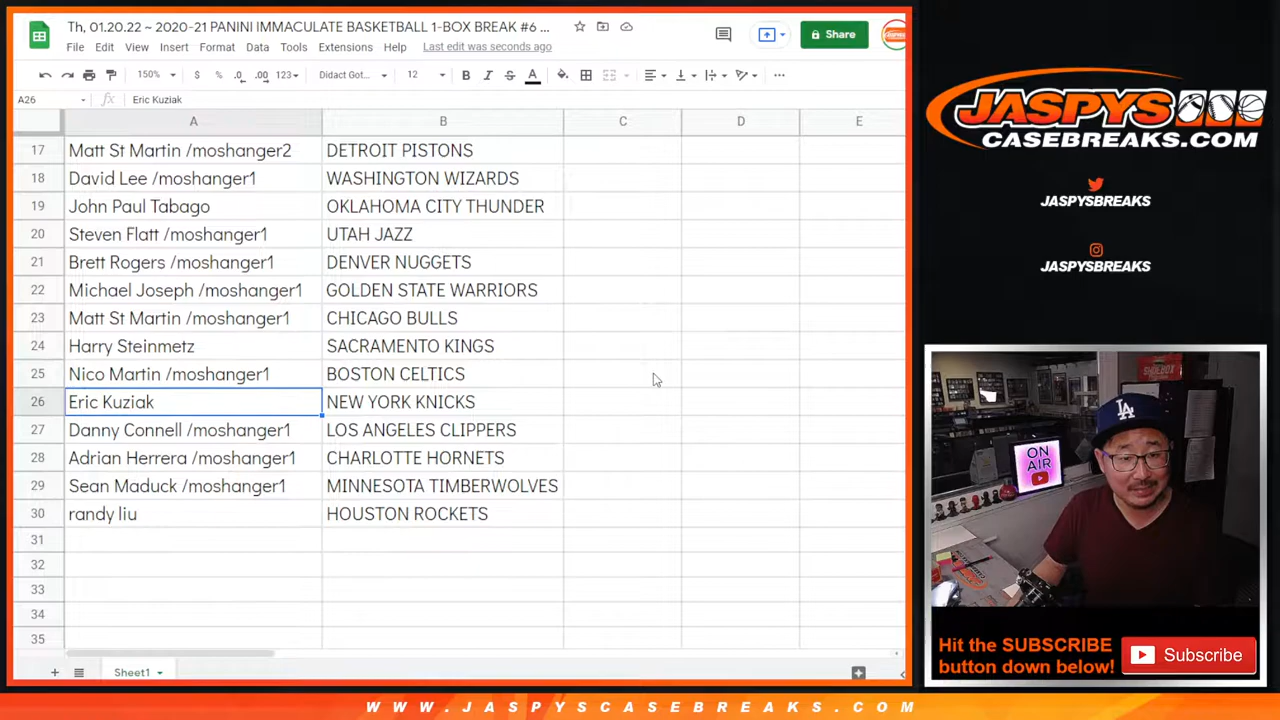 Th, 01.20.22 ~ 2020-21 PANINI IMMACULATE BASKETBALL 1-BOX BREAK #6 ...
File Edit View Insert Format Data Tools Extensions Help Last edit was seconds ago
Share
150% $ % .0 .00 123 Didact Got... 12 B I S A
A26 fx Eric Kuziak
A B C D E
17 Matt St Martin /moshanger2 DETROIT PISTONS
18 David Lee /moshanger1 WASHINGTON WIZARDS
19 John Paul Tabago OKLAHOMA CITY THUNDER
20 Steven Flatt /moshanger1 UTAH JAZZ
21 Brett Rogers /moshanger1 DENVER NUGGETS
22 Michael Joseph /moshanger1 GOLDEN STATE WARRIORS
23 Matt St Martin /moshanger1 CHICAGO BULLS
24 Harry Steinmetz SACRAMENTO KINGS
25 Nico Martin /moshanger1 BOSTON CELTICS
26 Eric Kuziak NEW YORK KNICKS
27 Danny Connell /moshanger1 LOS ANGELES CLIPPERS
28 Adrian Herrera /moshanger1 CHARLOTTE HORNETS
29 Sean Maduck /moshanger1 MINNESOTA TIMBERWOLVES
30 randy liu HOUSTON ROCKETS
31
32
33
34
35
Sheet1
JASPYS
CASEBREAKS.COM
JASPYSBREAKS
JASPYSBREAKS
SHOEBOX
LA
ON
AIR
Hit the SUBSCRIBE
button down below!
Subscribe
WWW.JASPYSCASEBREAKS.COM